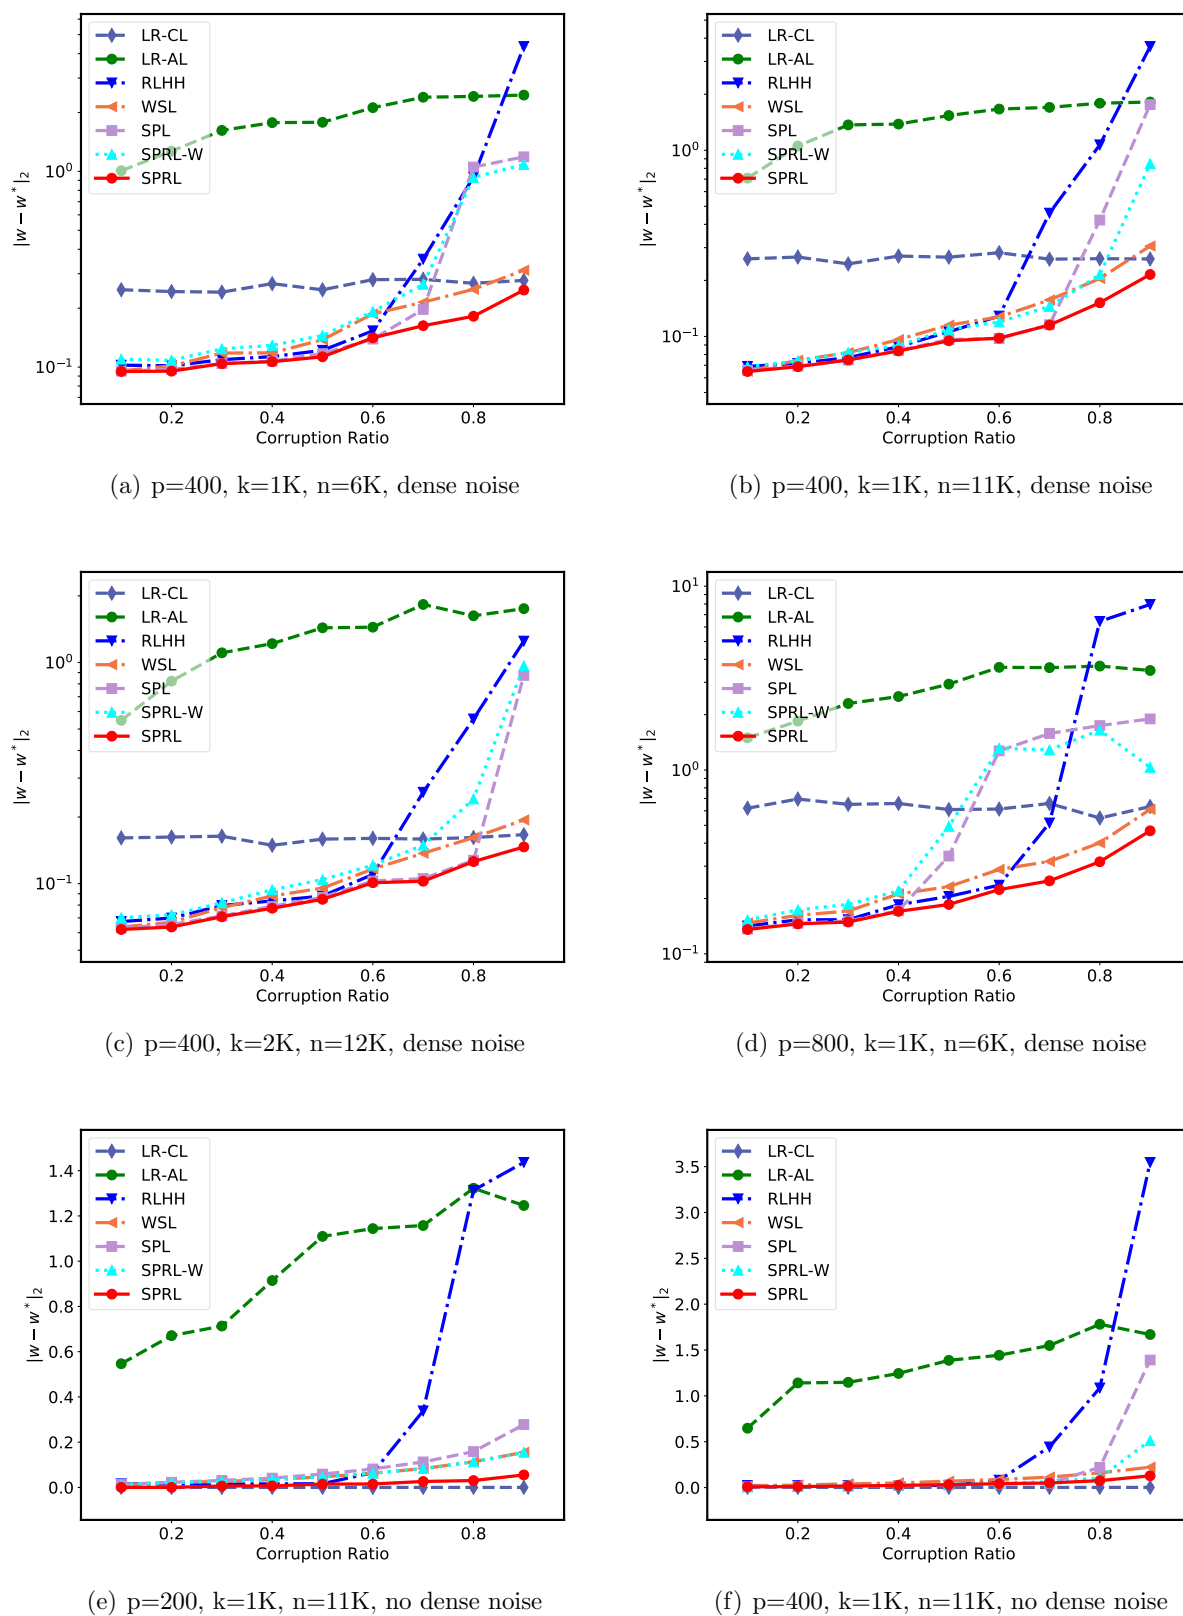 LR-CL
LR-AL
RLHH
WSL
SPL
SPRL-W
SPRL
10⁰
10⁻¹
|w − w*|₂
0.2 0.4 0.6 0.8
Corruption Ratio
(a) p=400, k=1K, n=6K, dense noise
LR-CL
LR-AL
RLHH
WSL
SPL
SPRL-W
SPRL
10⁰
10⁻¹
|w − w*|₂
0.2 0.4 0.6 0.8
Corruption Ratio
(b) p=400, k=1K, n=11K, dense noise
LR-CL
LR-AL
RLHH
WSL
SPL
SPRL-W
SPRL
10⁰
10⁻¹
|w − w*|₂
0.2 0.4 0.6 0.8
Corruption Ratio
(c) p=400, k=2K, n=12K, dense noise
LR-CL
LR-AL
RLHH
WSL
SPL
SPRL-W
SPRL
10¹
10⁰
10⁻¹
|w − w*|₂
0.2 0.4 0.6 0.8
Corruption Ratio
(d) p=800, k=1K, n=6K, dense noise
LR-CL
LR-AL
RLHH
WSL
SPL
SPRL-W
SPRL
1.4
1.2
1.0
0.8
0.6
0.4
0.2
0.0
|w − w*|₂
0.2 0.4 0.6 0.8
Corruption Ratio
(e) p=200, k=1K, n=11K, no dense noise
LR-CL
LR-AL
RLHH
WSL
SPL
SPRL-W
SPRL
3.5
3.0
2.5
2.0
1.5
1.0
0.5
0.0
|w − w*|₂
0.2 0.4 0.6 0.8
Corruption Ratio
(f) p=400, k=1K, n=11K, no dense noise